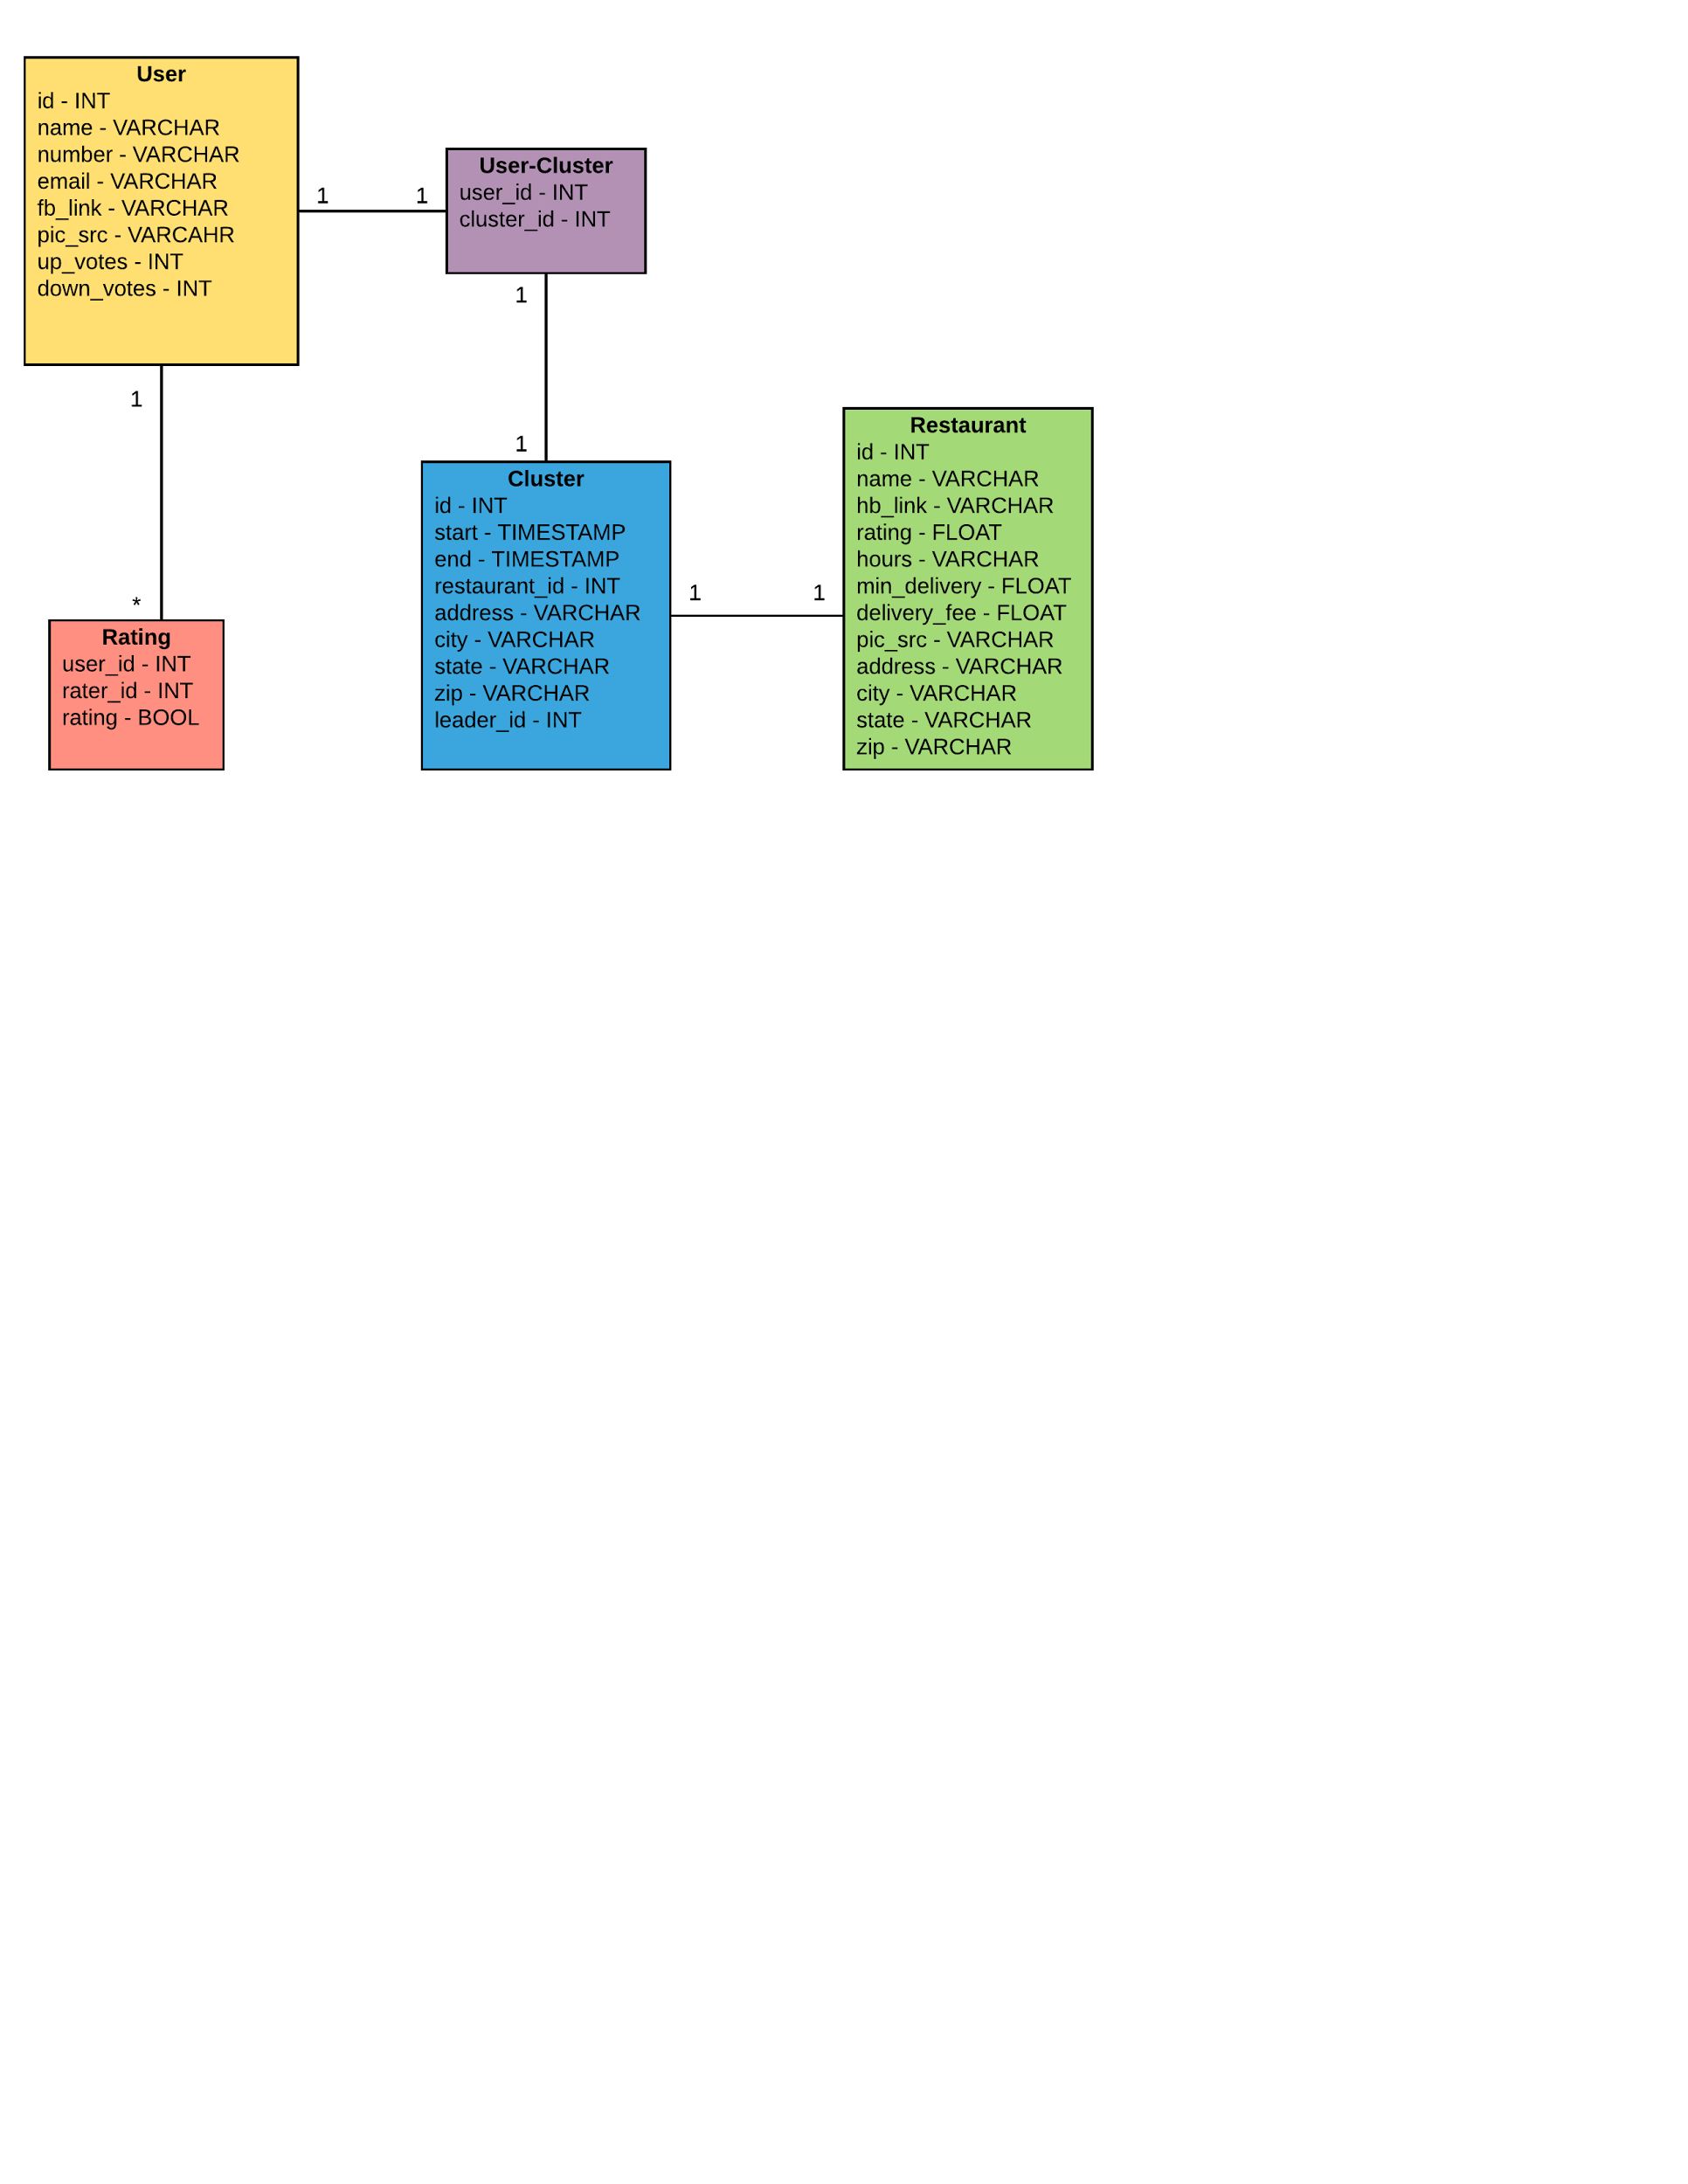 User
id - INT
name - VARCHAR
number - VARCHAR
email - VARCHAR
fb_link - VARCHAR
pic_src - VARCAHR
up_votes - INT
down_votes - INT
1
1
User-Cluster
user_id - INT
cluster_id - INT
1
1
1
*
Rating
user_id - INT
rater_id - INT
rating - BOOL
Cluster
id - INT
start - TIMESTAMP
end - TIMESTAMP
restaurant_id - INT
address - VARCHAR
city - VARCHAR
state - VARCHAR
zip - VARCHAR
leader_id - INT
1
1
Restaurant
id - INT
name - VARCHAR
hb_link - VARCHAR
rating - FLOAT
hours - VARCHAR
min_delivery - FLOAT
delivery_fee - FLOAT
pic_src - VARCHAR
address - VARCHAR
city - VARCHAR
state - VARCHAR
zip - VARCHAR